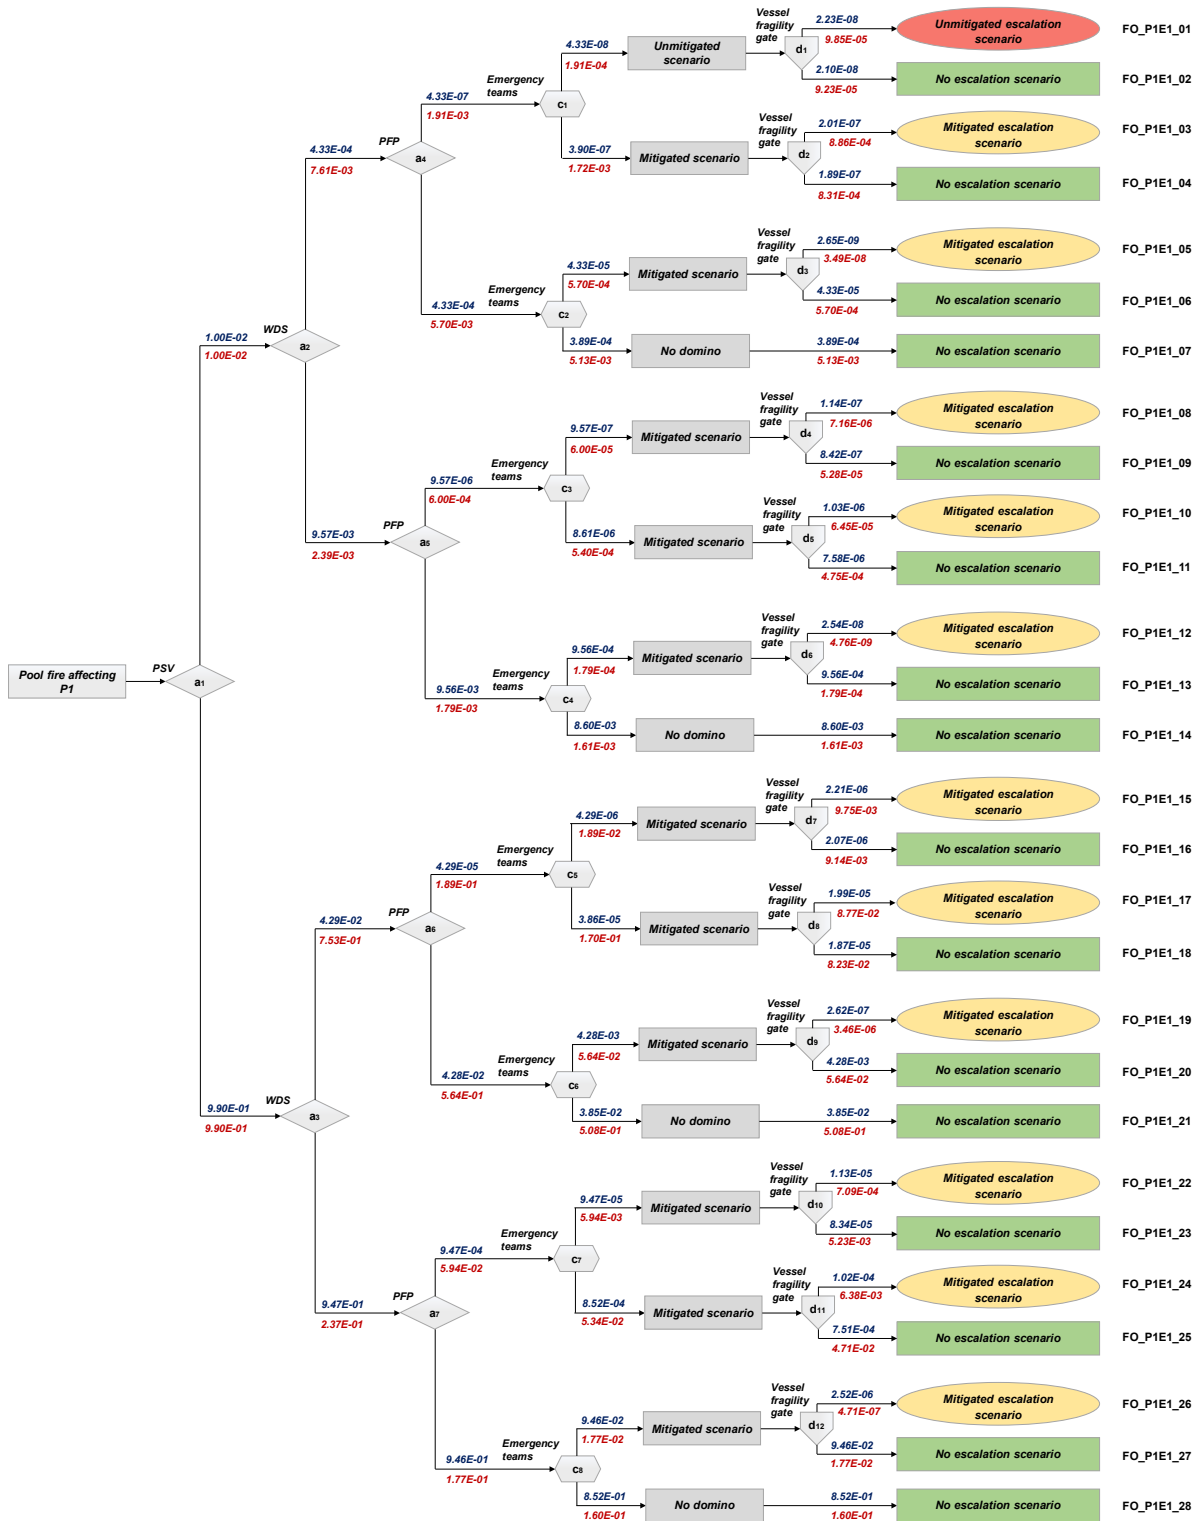 Vessel
fragility
gate
2.23E-08
9.85E-05
d1
2.10E-08
9.23E-05
Unmitigated escalation
scenario
FO_P1E1_01
No escalation scenario
FO_P1E1_02
4.33E-08
1.91E-04
Unmitigated
scenario
Emergency
teams
4.33E-07
1.91E-03
c1
Vessel
fragility
gate
2.01E-07
8.86E-04
d2
1.89E-07
8.31E-04
Mitigated escalation
scenario
FO_P1E1_03
3.90E-07
1.72E-03
Mitigated scenario
No escalation scenario
FO_P1E1_04
PFP
4.33E-04
7.61E-03
a4
Vessel
fragility
gate
2.65E-09
3.49E-08
d3
4.33E-05
5.70E-04
Mitigated escalation
scenario
FO_P1E1_05
4.33E-05
5.70E-04
Mitigated scenario
No escalation scenario
FO_P1E1_06
Emergency
teams
4.33E-04
5.70E-03
c2
3.89E-04
5.13E-03
No domino
3.89E-04
5.13E-03
No escalation scenario
FO_P1E1_07
WDS
1.00E-02
1.00E-02
a2
Vessel
fragility
gate
1.14E-07
7.16E-06
d4
8.42E-07
5.28E-05
Mitigated escalation
scenario
FO_P1E1_08
9.57E-07
6.00E-05
Mitigated scenario
No escalation scenario
FO_P1E1_09
Emergency
teams
9.57E-06
6.00E-04
c3
Vessel
fragility
gate
1.03E-06
6.45E-05
d5
7.58E-06
4.75E-04
Mitigated escalation
scenario
FO_P1E1_10
8.61E-06
5.40E-04
Mitigated scenario
No escalation scenario
FO_P1E1_11
PFP
9.57E-03
2.39E-03
a5
Vessel
fragility
gate
2.54E-08
4.76E-09
d6
9.56E-04
1.79E-04
Mitigated escalation
scenario
FO_P1E1_12
9.56E-04
1.79E-04
Mitigated scenario
No escalation scenario
FO_P1E1_13
Emergency
teams
9.56E-03
1.79E-03
c4
8.60E-03
1.61E-03
No domino
8.60E-03
1.61E-03
No escalation scenario
FO_P1E1_14
Pool fire affecting
P1
PSV
a1
Vessel
fragility
gate
2.21E-06
9.75E-03
d7
2.07E-06
9.14E-03
Mitigated escalation
scenario
FO_P1E1_15
4.29E-06
1.89E-02
Mitigated scenario
No escalation scenario
FO_P1E1_16
Emergency
teams
4.29E-05
1.89E-01
c5
Vessel
fragility
gate
1.99E-05
8.77E-02
d8
1.87E-05
8.23E-02
Mitigated escalation
scenario
FO_P1E1_17
3.86E-05
1.70E-01
Mitigated scenario
No escalation scenario
FO_P1E1_18
PFP
4.29E-02
7.53E-01
a6
Vessel
fragility
gate
2.62E-07
3.46E-06
d9
4.28E-03
5.64E-02
Mitigated escalation
scenario
FO_P1E1_19
4.28E-03
5.64E-02
Mitigated scenario
No escalation scenario
FO_P1E1_20
Emergency
teams
4.28E-02
5.64E-01
c6
3.85E-02
5.08E-01
No domino
3.85E-02
5.08E-01
No escalation scenario
FO_P1E1_21
WDS
9.90E-01
9.90E-01
a3
Vessel
fragility
gate
1.13E-05
7.09E-04
d10
8.34E-05
5.23E-03
Mitigated escalation
scenario
FO_P1E1_22
9.47E-05
5.94E-03
Mitigated scenario
No escalation scenario
FO_P1E1_23
Emergency
teams
9.47E-04
5.94E-02
c7
Vessel
fragility
gate
1.02E-04
6.38E-03
d11
7.51E-04
4.71E-02
Mitigated escalation
scenario
FO_P1E1_24
8.52E-04
5.34E-02
Mitigated scenario
No escalation scenario
FO_P1E1_25
PFP
9.47E-01
2.37E-01
a7
Vessel
fragility
gate
2.52E-06
4.71E-07
d12
9.46E-02
1.77E-02
Mitigated escalation
scenario
FO_P1E1_26
9.46E-02
1.77E-02
Mitigated scenario
No escalation scenario
FO_P1E1_27
Emergency
teams
9.46E-01
1.77E-01
c8
8.52E-01
1.60E-01
No domino
8.52E-01
1.60E-01
No escalation scenario
FO_P1E1_28